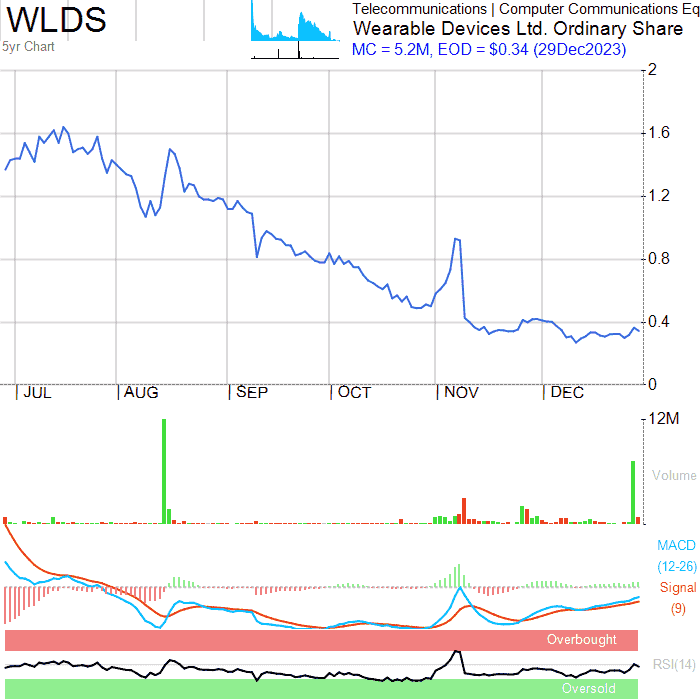 WLDS
5yr Chart
Telecommunications | Computer Communications Eq
Wearable Devices Ltd. Ordinary Share
MC = 5.2M, EOD = $0.34 (29Dec2023)
2
1.6
1.2
0.8
0.4
0
| JUL | AUG | SEP | OCT | NOV | DEC
12M
Volume
MACD
(12-26)
Signal
(9)
Overbought
RSI(14)
Oversold